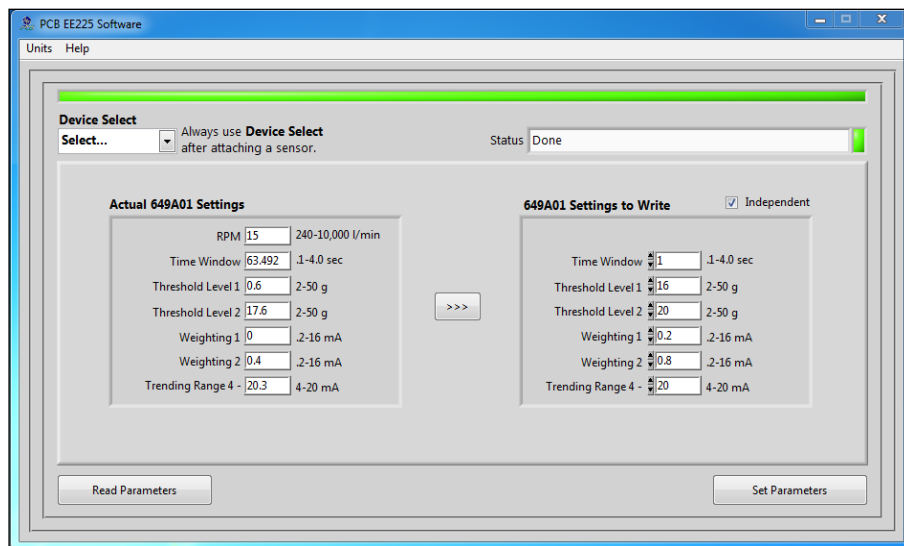 PCB EE225 Software
Units Help
Device Select
Select...
Always use Device Select
after attaching a sensor.
Status Done
Actual 649A01 Settings
RPM 15 240-10,000 l/min
Time Window 63.492 .1-4.0 sec
Threshold Level 1 0.6 2-50 g
Threshold Level 2 17.6 2-50 g
Weighting 1 0 .2-16 mA
Weighting 2 0.4 .2-16 mA
Trending Range 4 - 20.3 4-20 mA
>>>
649A01 Settings to Write Independent
Time Window 1 .1-4.0 sec
Threshold Level 1 16 2-50 g
Threshold Level 2 20 2-50 g
Weighting 1 0.2 .2-16 mA
Weighting 2 0.8 .2-16 mA
Trending Range 4 - 20 4-20 mA
Read Parameters
Set Parameters